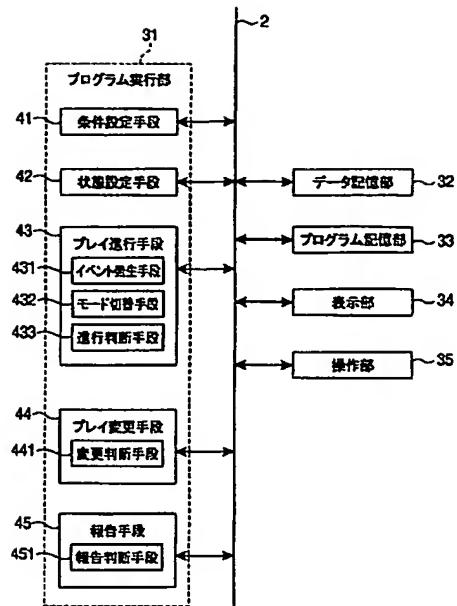 31
2
プログラム実行部
41
条件設定手段
42
状態設定手段
データ記憶部
32
43
プレイ進行手段
プログラム記憶部
33
431
イベント発生手段
432
モード切替手段
表示部
34
433
進行判断手段
操作部
35
44
プレイ変更手段
441
変更判断手段
45
報告手段
451
報告判断手段